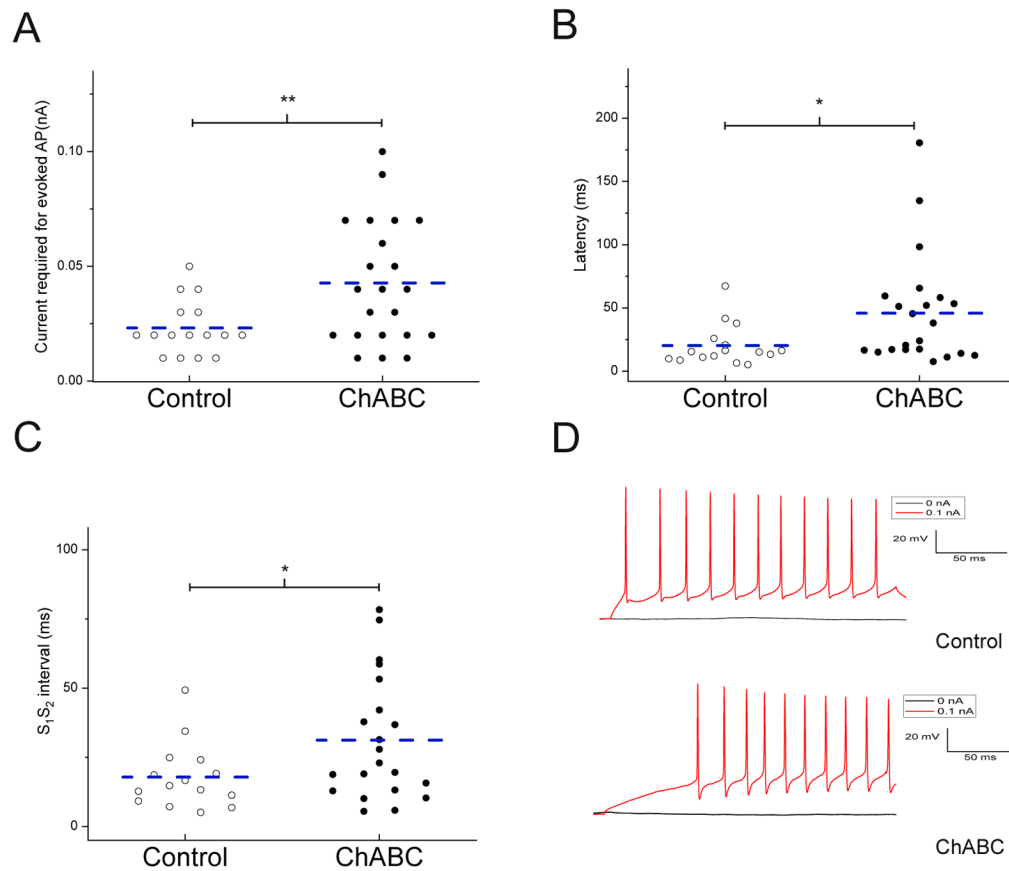 A
Current required for evoked AP(nA)
0.10
0.05
0.00
**
Control
ChABC
B
Latency (ms)
200
150
100
50
0
*
Control
ChABC
C
S₁S₂ interval (ms)
100
50
0
*
Control
ChABC
D
0 nA
0.1 nA
20 mV
50 ms
Control
0 nA
0.1 nA
20 mV
50 ms
ChABC